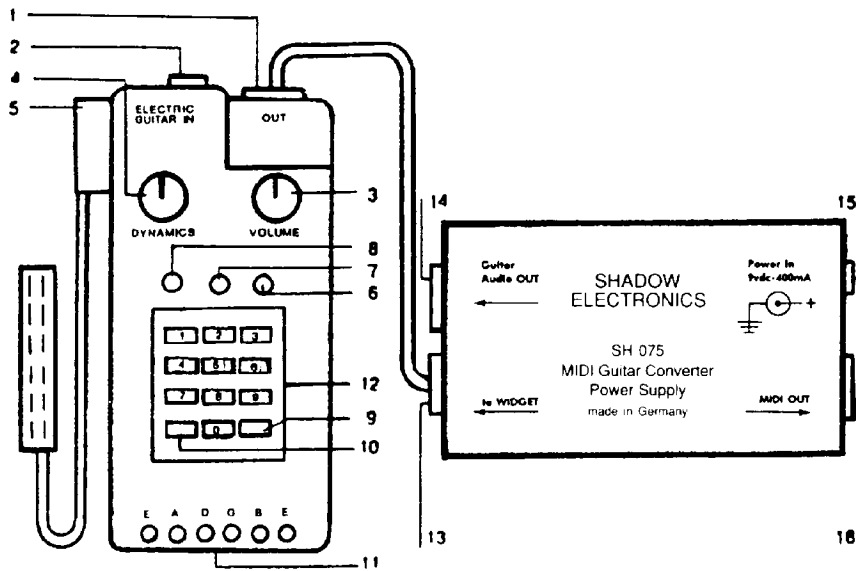 1
2
4
5
ELECTRIC
GUITAR IN
OUT
DYNAMICS
VOLUME
3
8
7
6
1 2 3
4 5 6
7 8 9
0
12
9
10
E A D G B E
11
14
15
Guitar
Audio OUT
SHADOW
ELECTRONICS
Power In
9vdc-400mA
+
SH 075
MIDI Guitar Converter
Power Supply
made in Germany
to WIDGET
MIDI OUT
13
16